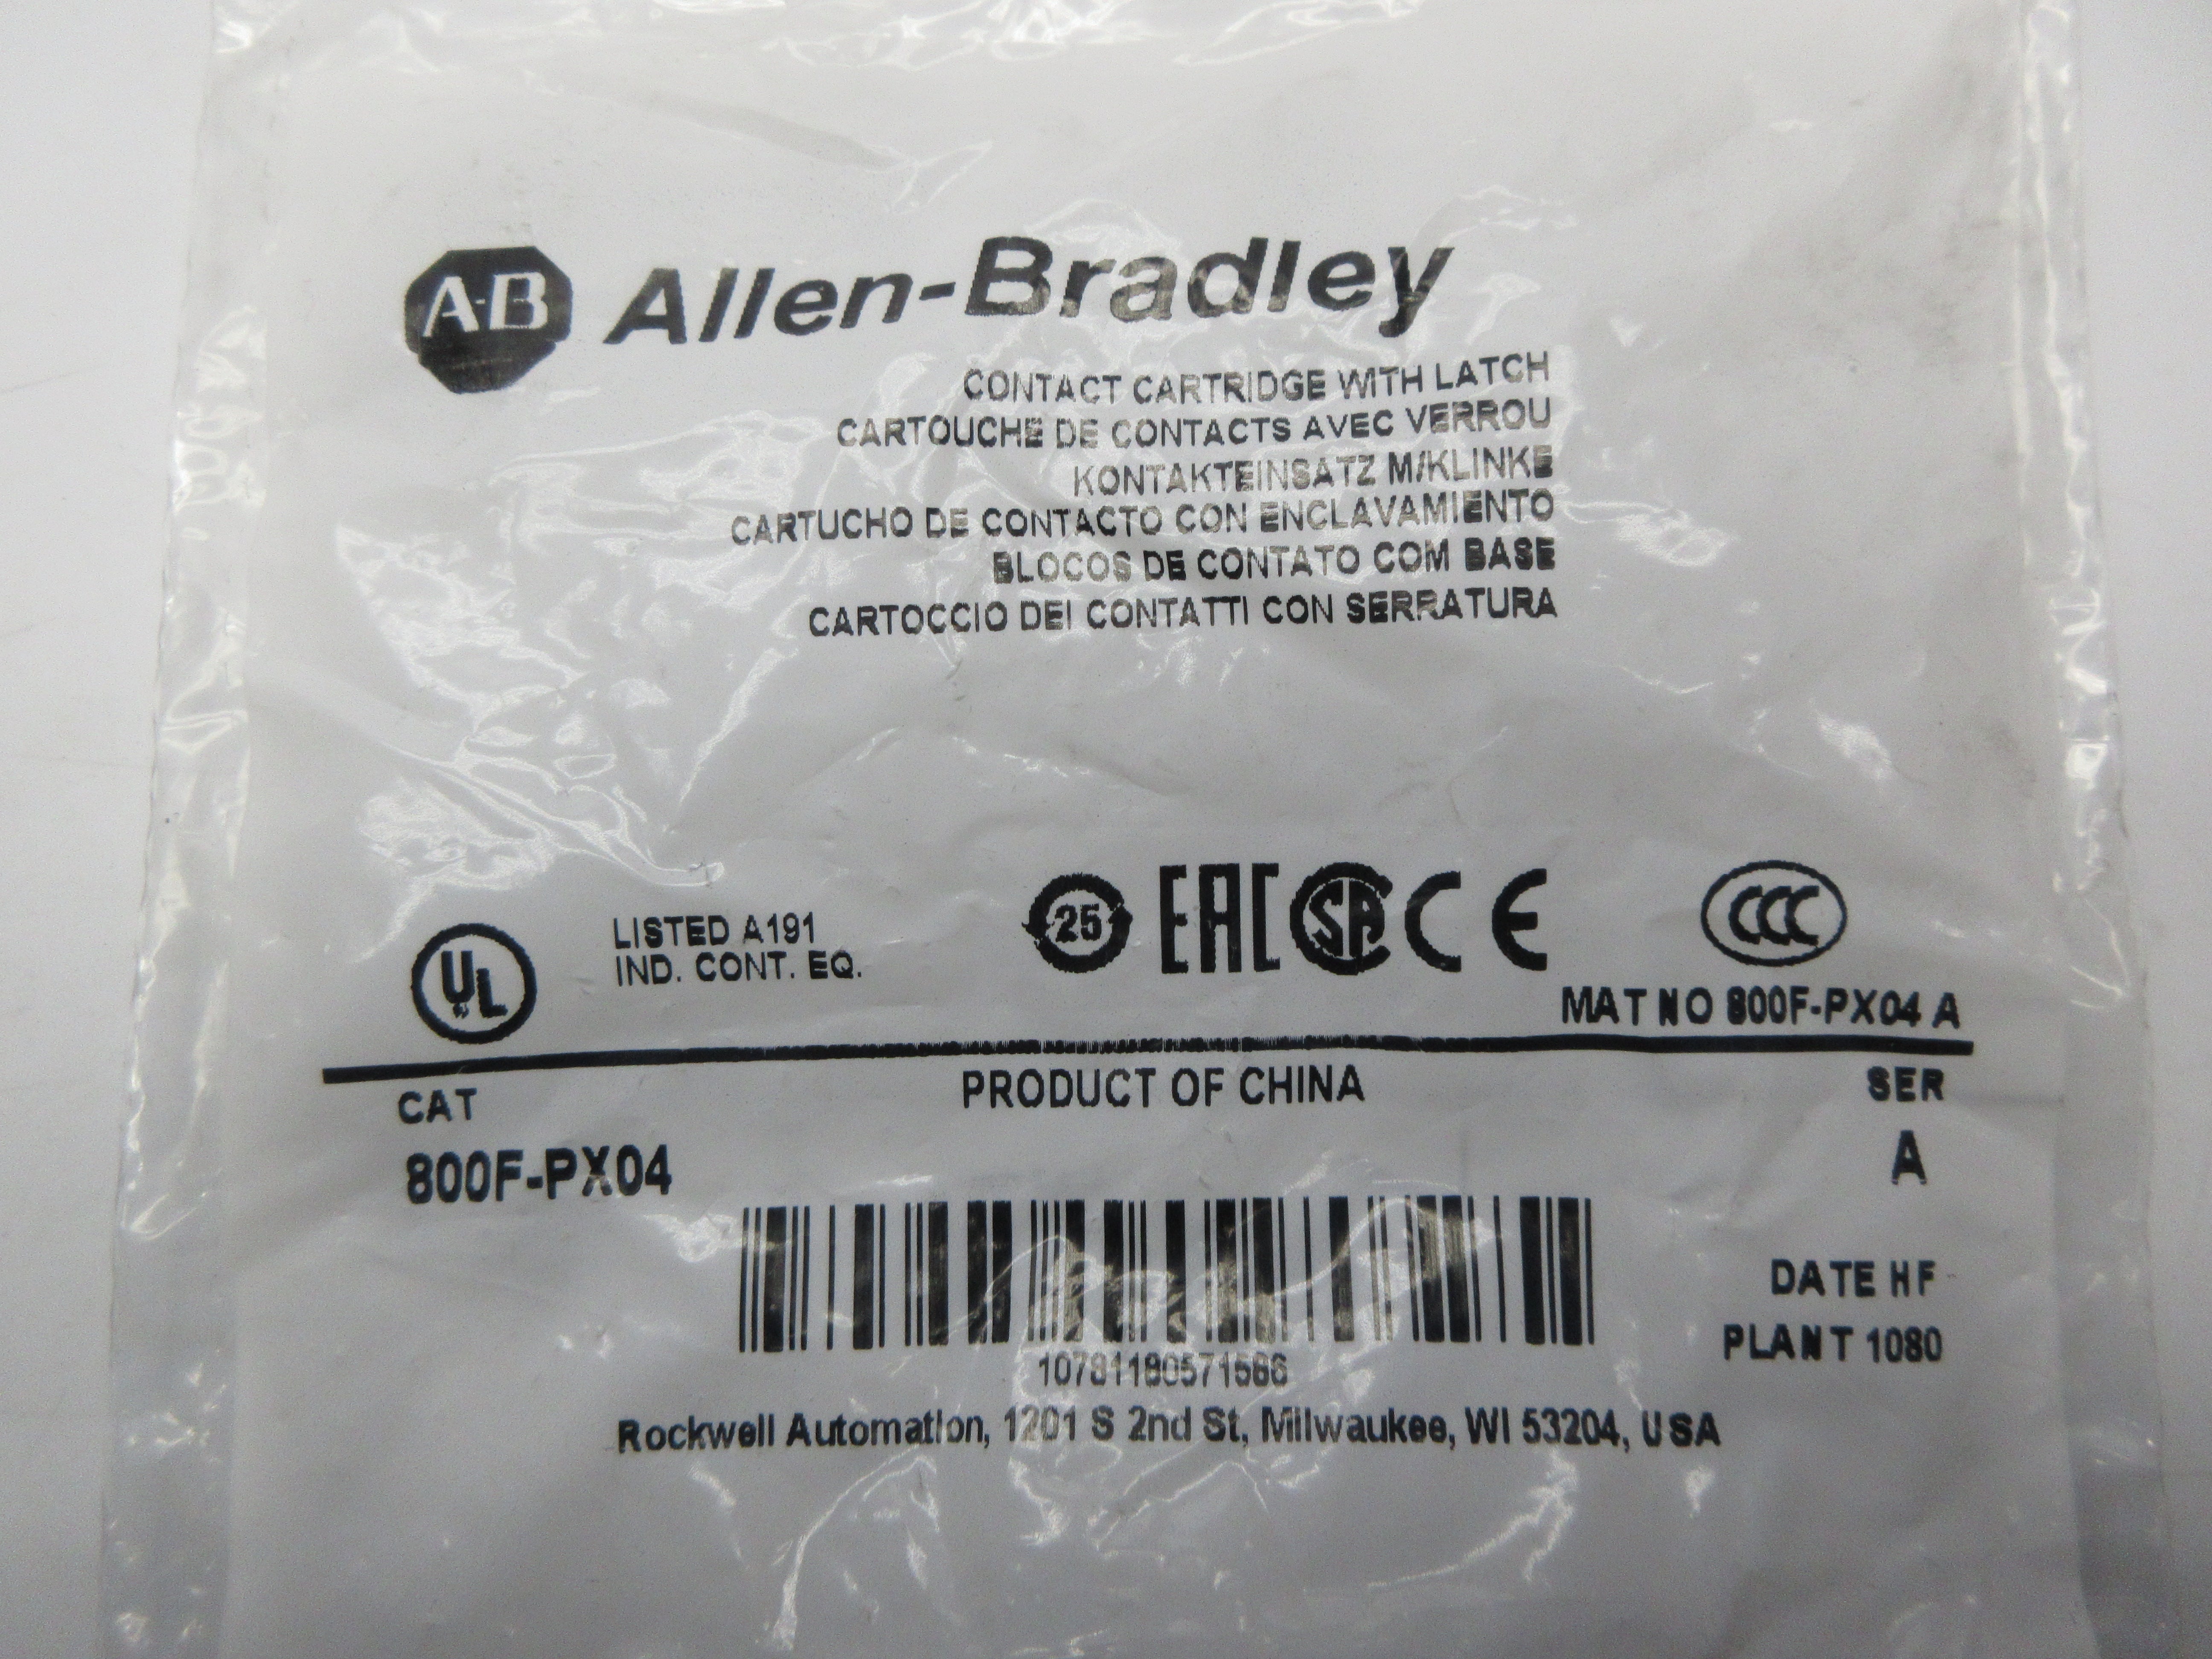 A-B Allen-Bradley
CONTACT CARTRIDGE WITH LATCH
CARTOUCHE DE CONTACTS AVEC VERROU
KONTAKTEINSATZ M/KLINKE
CARTUCHO DE CONTACTO CON ENCLAVAMIENTO
BLOCOS DE CONTATO COM BASE
CARTOCCIO DEI CONTATTI CON SERRATURA
UL LISTED A191
IND. CONT. EQ.
25 EAC SA CE CCC
MAT NO 800F-PX04 A
CAT PRODUCT OF CHINA SER
800F-PX04 A
DATE HF
PLANT 1080
Rockwell Automation, 1201 S 2nd St, Milwaukee, WI 53204, USA